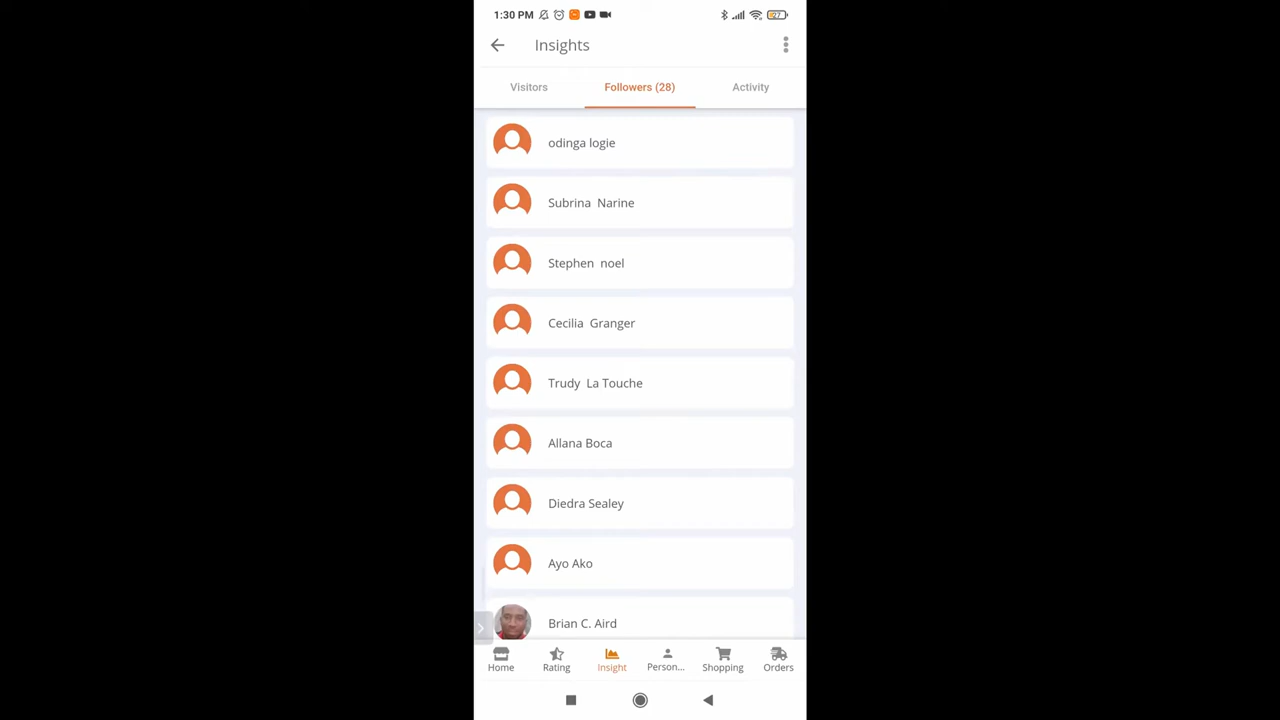 1:30 PM
27
Insights
Visitors
Followers (28)
Activity
odinga logie
Subrina Narine
Stephen noel
Cecilia Granger
Trudy La Touche
Allana Boca
Diedra Sealey
Ayo Ako
Brian C. Aird
Home
Rating
Insight
Person...
Shopping
Orders